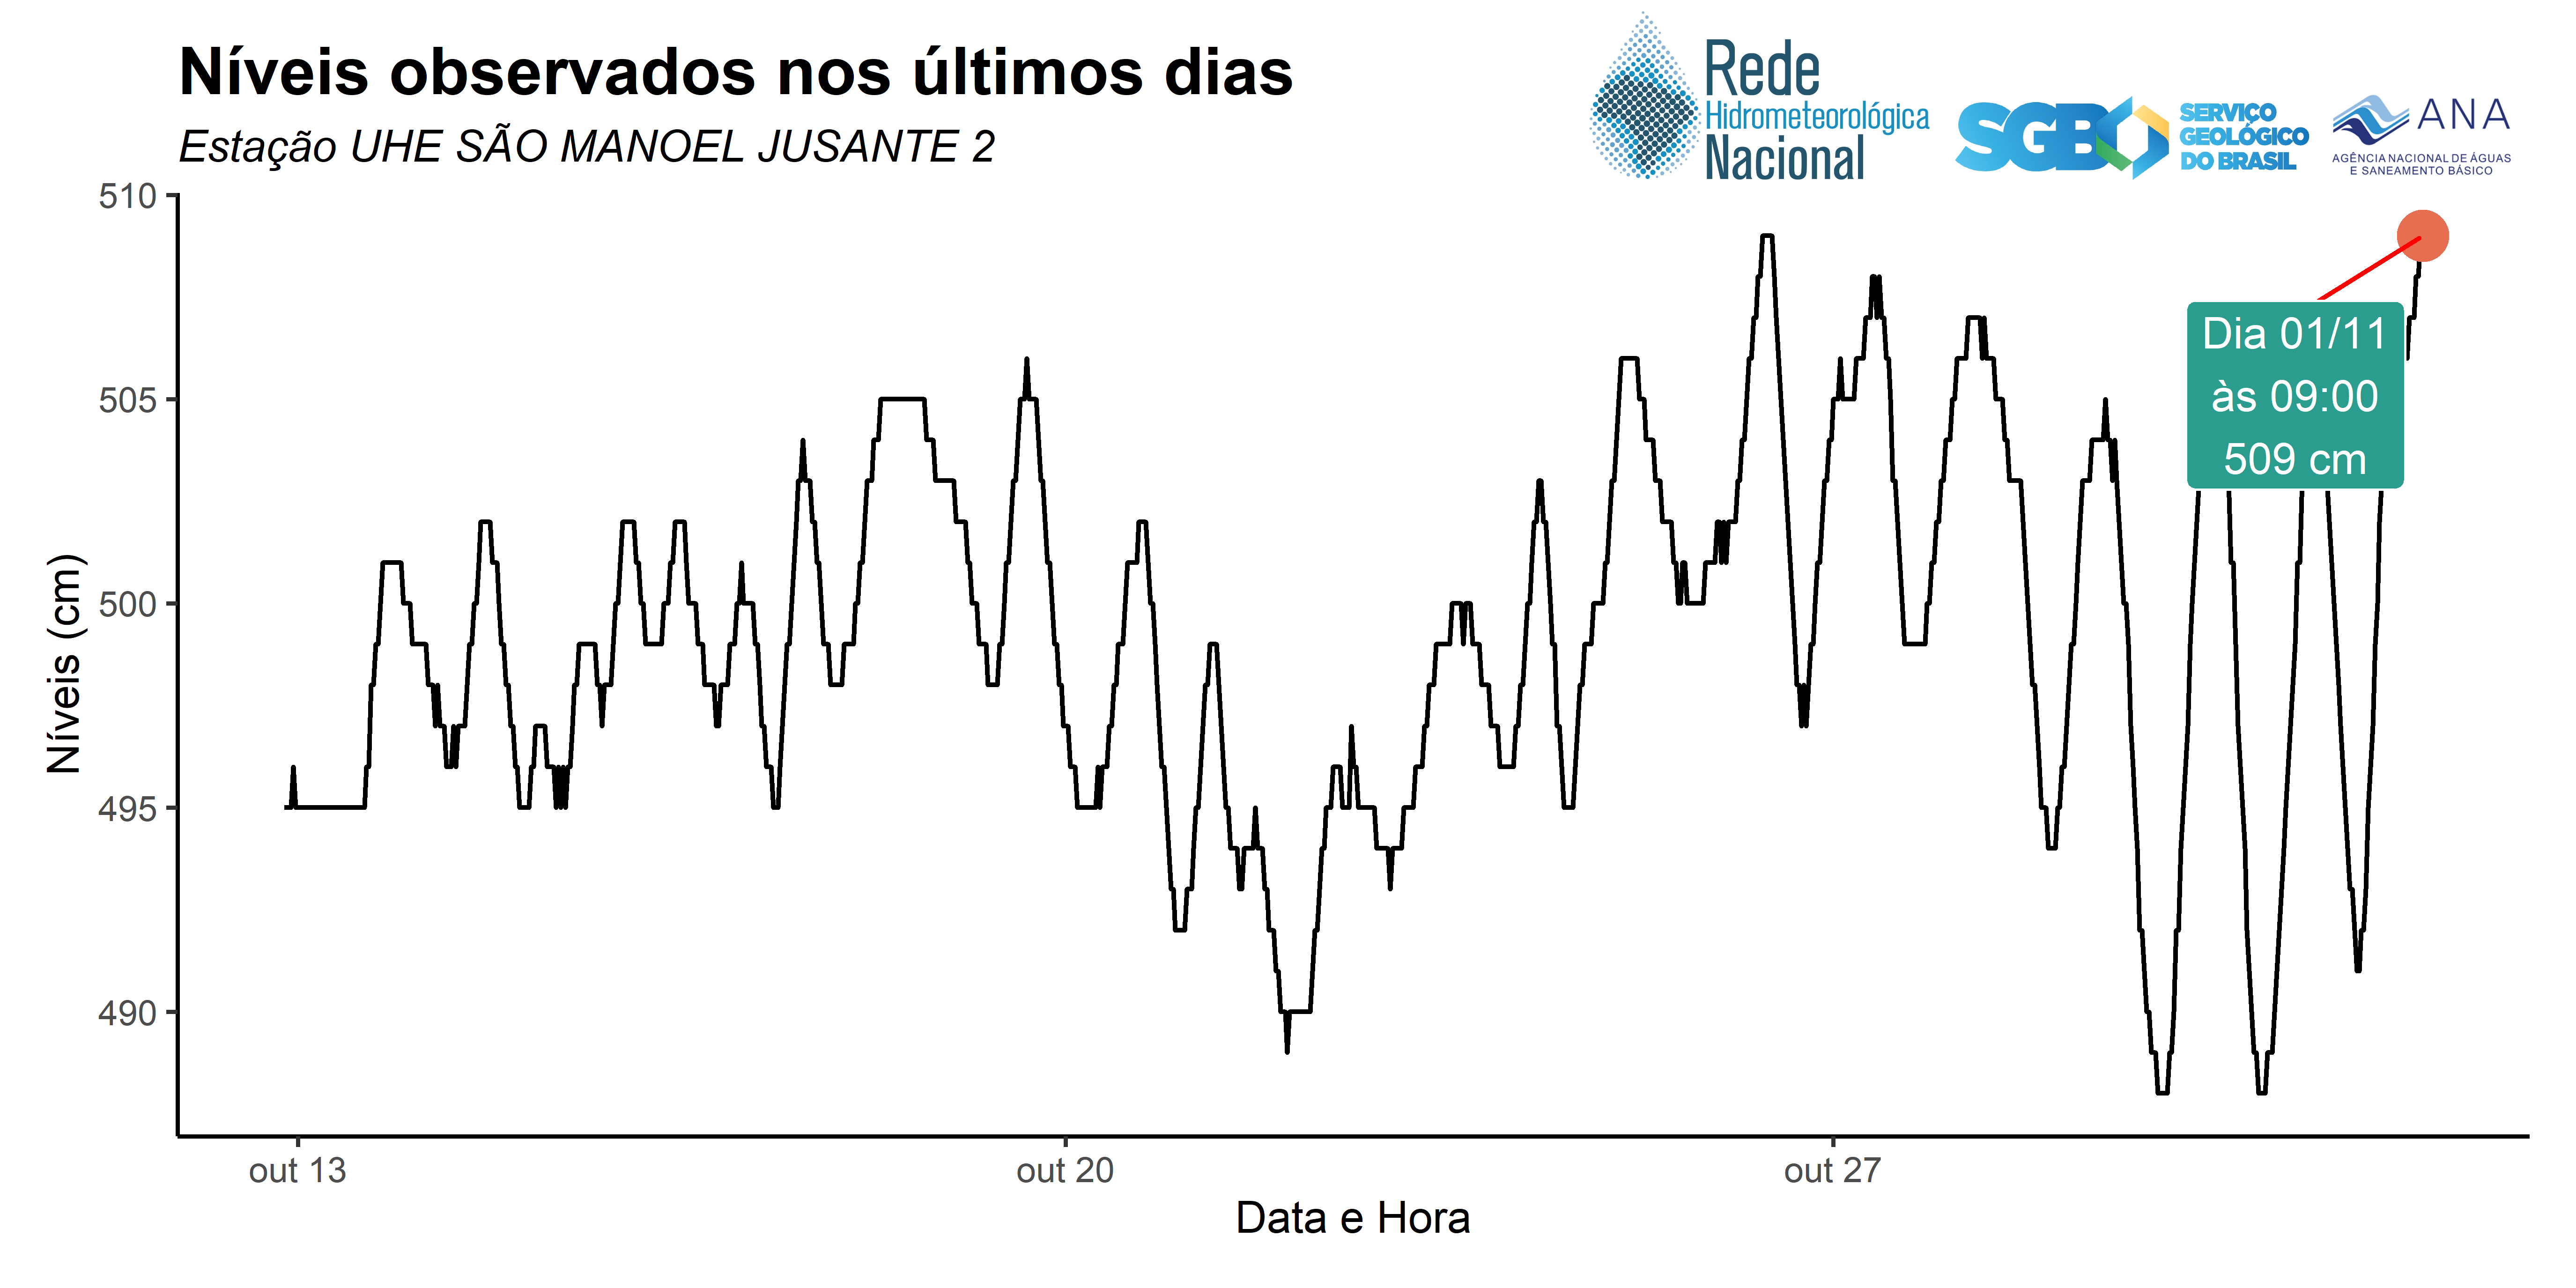 Níveis observados nos últimos dias
Estação UHE SÃO MANOEL JUSANTE 2
Rede
Hidrometeorológica
Nacional
SGB
SERVIÇO
GEOLÓGICO
DO BRASIL
ANA
AGÊNCIA NACIONAL DE ÁGUAS
E SANEAMENTO BÁSICO
510
505
500
495
490
Níveis (cm)
Dia 01/11
às 09:00
509 cm
out 13
out 20
out 27
Data e Hora